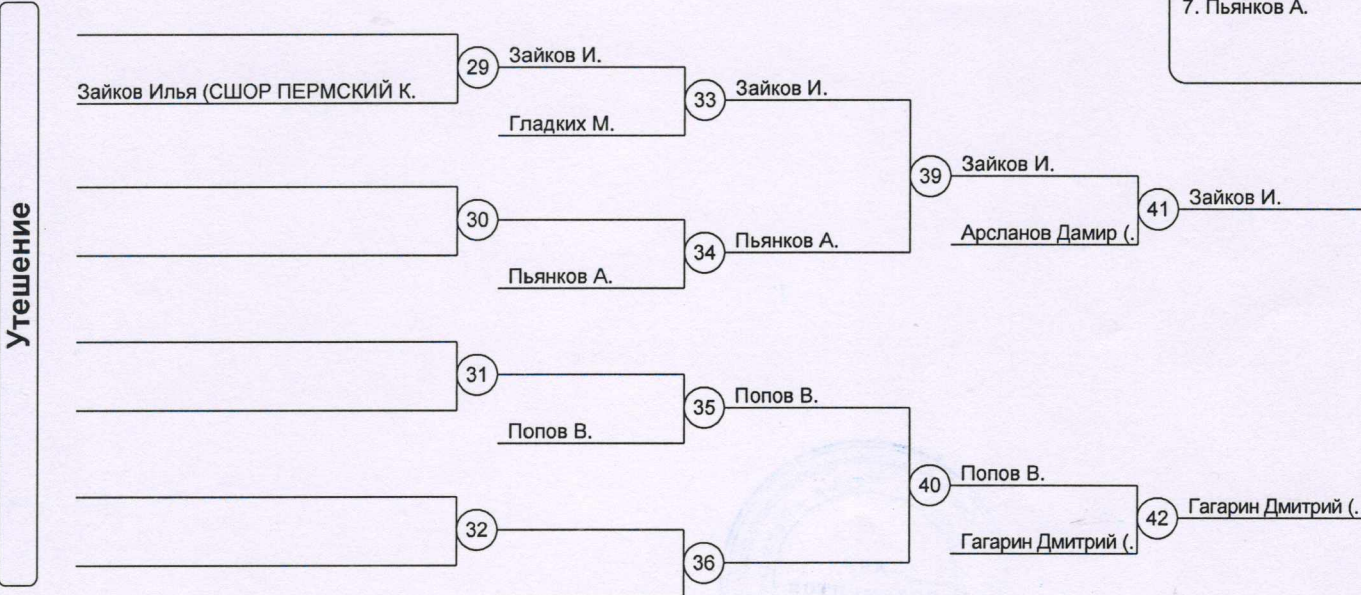 7. Пьянков А.
Утешение
29
Зайков И.
Зайков Илья (СШОР ПЕРМСКИЙ К.
33
Зайков И.
Гладких М.
39
Зайков И.
30
34
Пьянков А.
Пьянков А.
41
Зайков И.
Арсланов Дамир (.
31
35
Попов В.
Попов В.
40
Попов В.
32
36
42
Гагарин Дмитрий (.
Гагарин Дмитрий (.